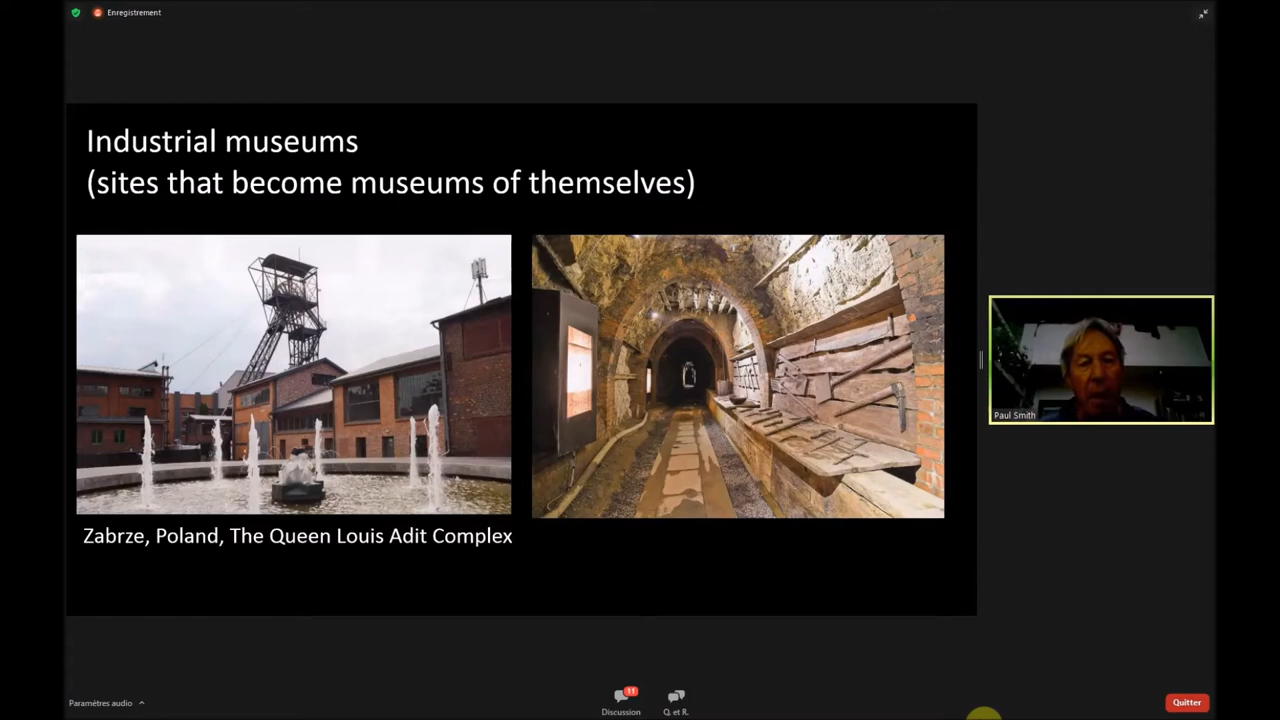 Enregistrement
Industrial museums
(sites that become museums of themselves)
Zabrze, Poland, The Queen Louis Adit Complex
Paul Smith
Paramètres audio
11
Discussion
Q. et R.
Quitter